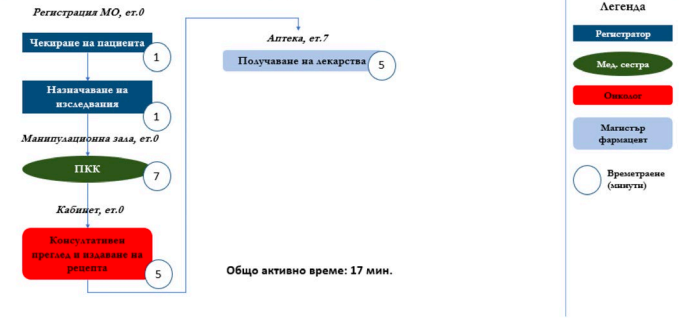 Регистрация МО, ет.0
Чекиране на пациента
1
Назначаване на
изследвания
1
Манипулационна зала, ет.0
ПКК
7
Кабинет, ет.0
Консултативен
преглед и издаване на
рецепта
5
Аптека, ет.7
Получаване на лекарства
5
Общо активно време: 17 мин.
Легенда
Регистратор
Мед. сестра
Онколог
Магистър
фармацевт
Времетраене
(минути)